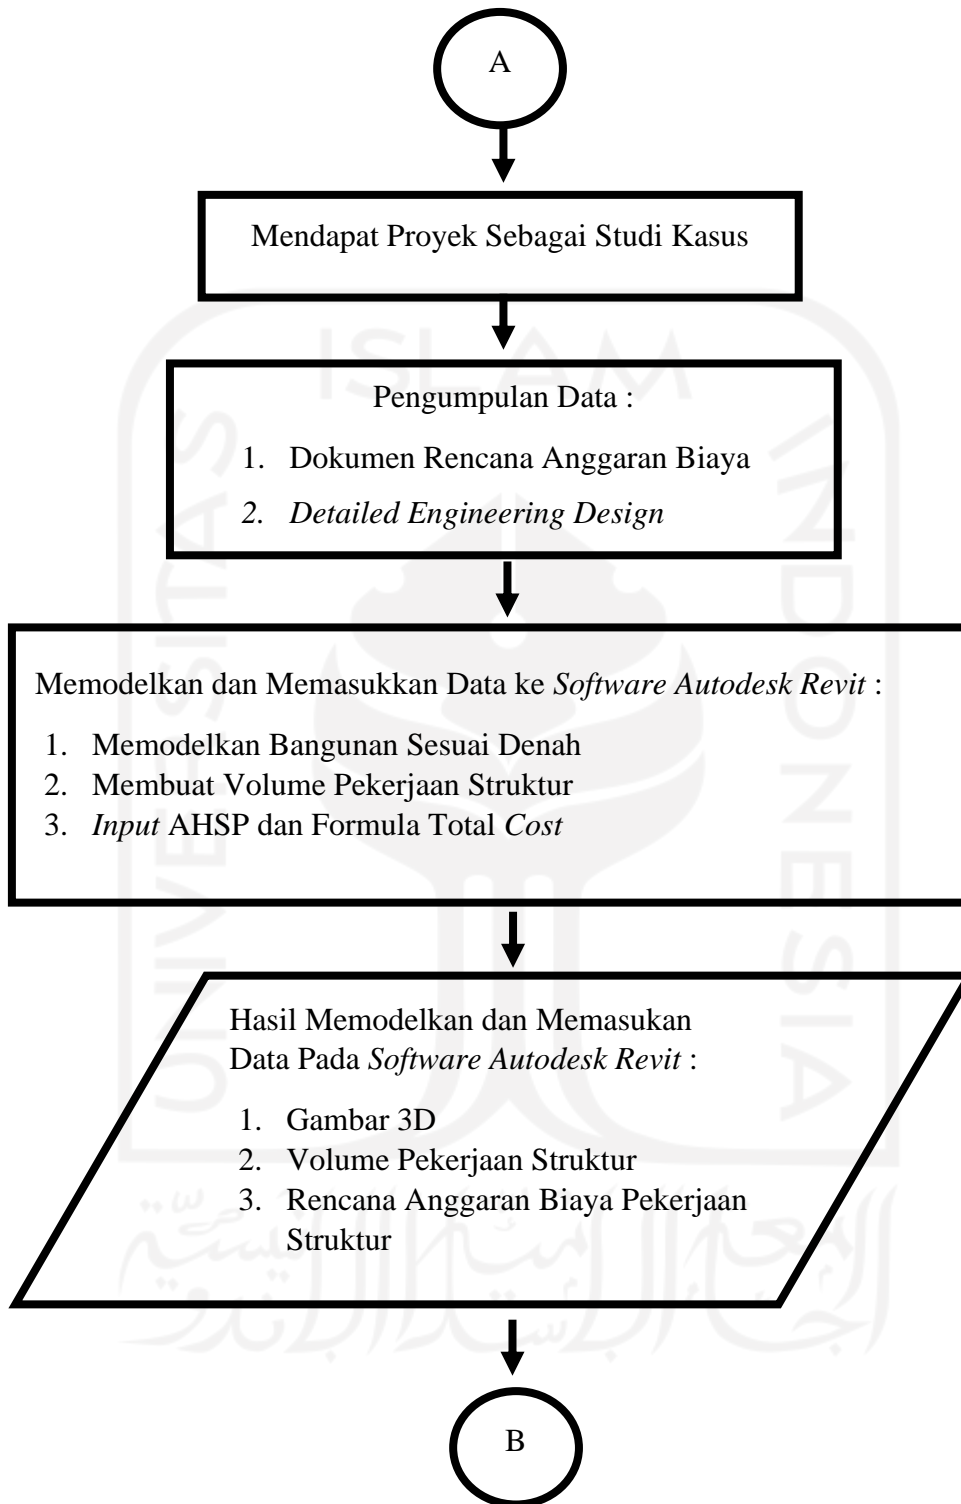 A
Mendapat Proyek Sebagai Studi Kasus
Pengumpulan Data :
1. Dokumen Rencana Anggaran Biaya
2. Detailed Engineering Design
Memodelkan dan Memasukkan Data ke Software Autodesk Revit :
1. Memodelkan Bangunan Sesuai Denah
2. Membuat Volume Pekerjaan Struktur
3. Input AHSP dan Formula Total Cost
Hasil Memodelkan dan Memasukan
Data Pada Software Autodesk Revit :
1. Gambar 3D
2. Volume Pekerjaan Struktur
3. Rencana Anggaran Biaya Pekerjaan
Struktur
B
UNIVERSITAS
ISLAM
INDONESIA